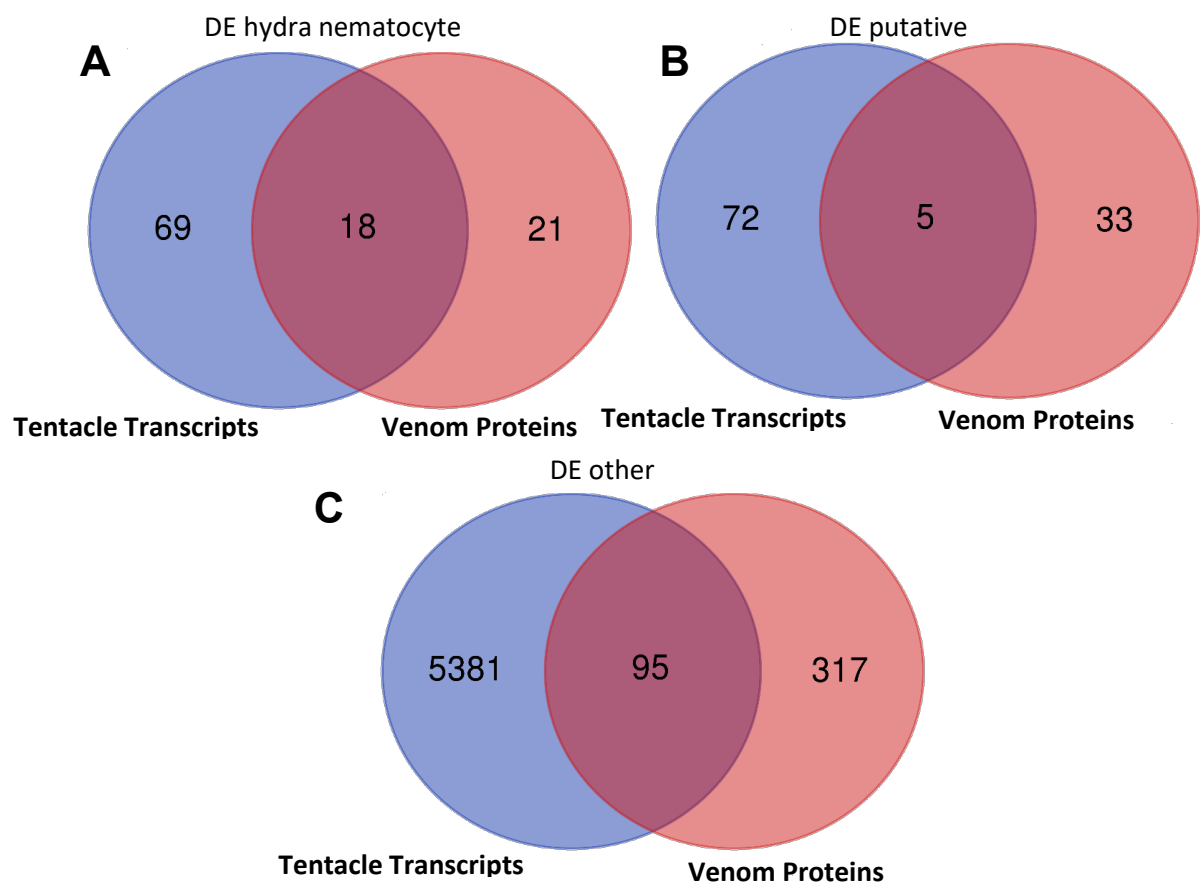 DE hydra nematocyte
A
69
18
21
Tentacle Transcripts
Venom Proteins
DE putative
B
72
5
33
Tentacle Transcripts
Venom Proteins
DE other
C
5381
95
317
Tentacle Transcripts
Venom Proteins